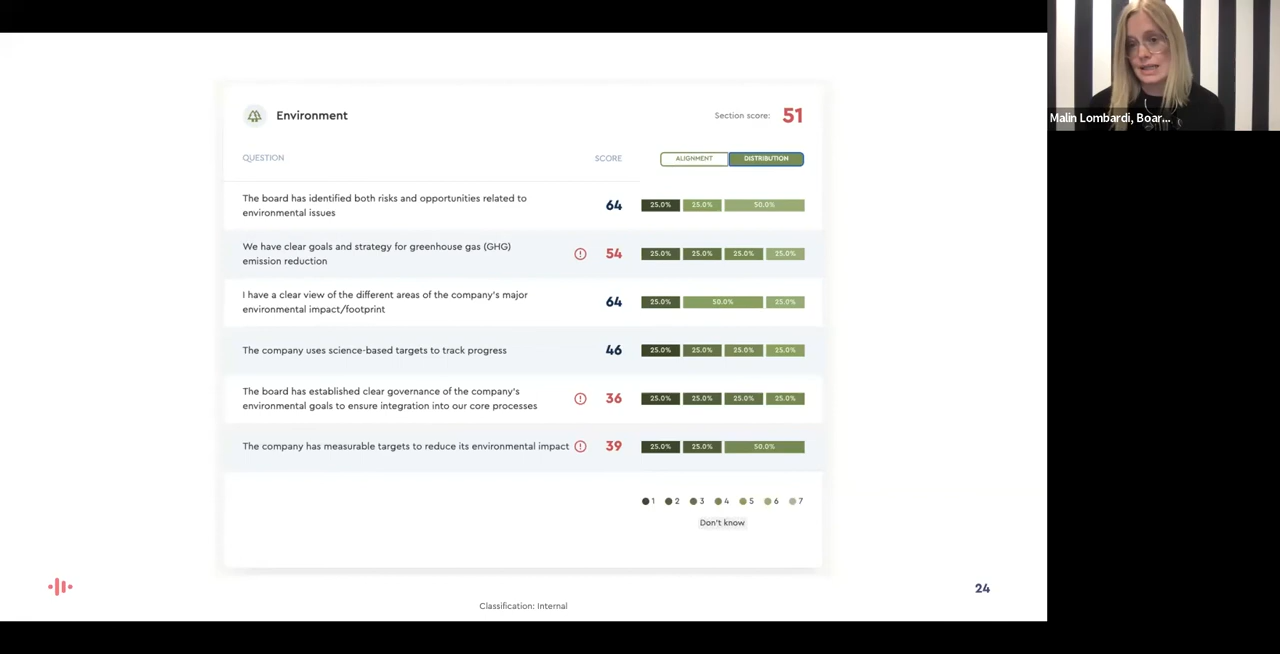 Environment
Section score: 51
QUESTION SCORE ALIGNMENT DISTRIBUTION
The board has identified both risks and opportunities related to
environmental issues
64 25.0% 25.0% 50.0%
We have clear goals and strategy for greenhouse gas (GHG)
emission reduction
54 25.0% 25.0% 25.0% 25.0%
I have a clear view of the different areas of the company's major
environmental impact/footprint
64 25.0% 50.0% 25.0%
The company uses science-based targets to track progress 46 25.0% 25.0% 25.0% 25.0%
The board has established clear governance of the company's
environmental goals to ensure integration into our core processes
36 25.0% 25.0% 25.0% 25.0%
The company has measurable targets to reduce its environmental impact 39 25.0% 25.0% 50.0%
1 2 3 4 5 6 7
Don't know
24
Classification: Internal
Malin Lombardi, Boar...